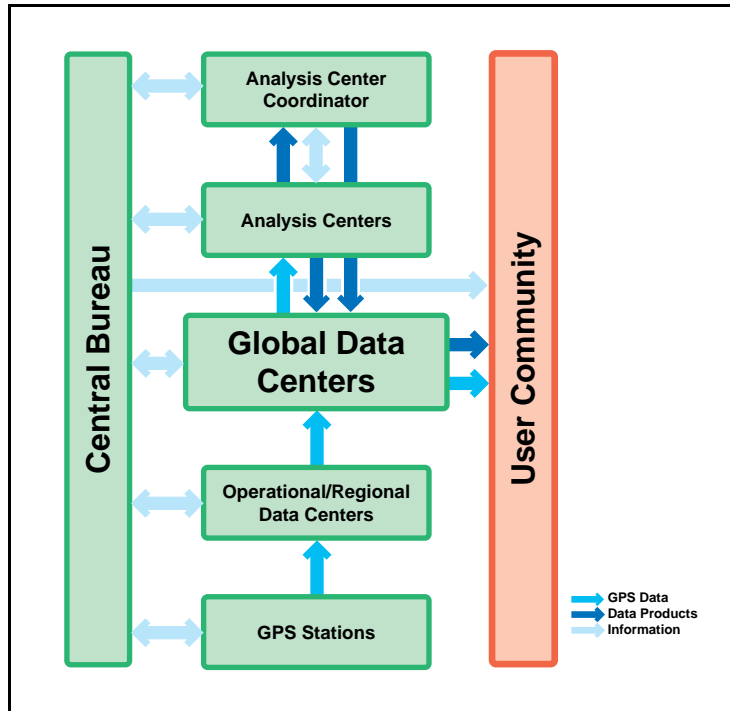 Analysis Center
Coordinator
Analysis Centers
Global Data
Centers
Operational/Regional
Data Centers
GPS Stations
Central Bureau
User Community
GPS Data
Data Products
Information